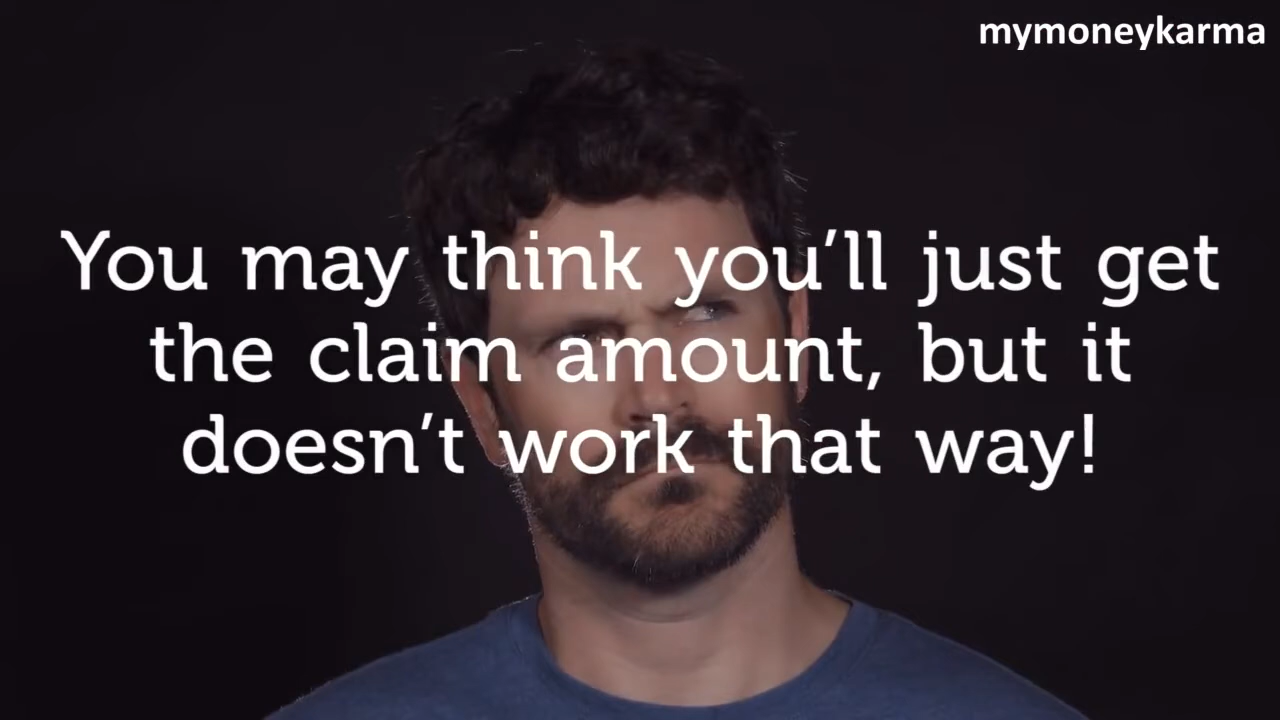 mymoneykarma
You may think you’ll just get
the claim amount, but it
doesn’t work that way!